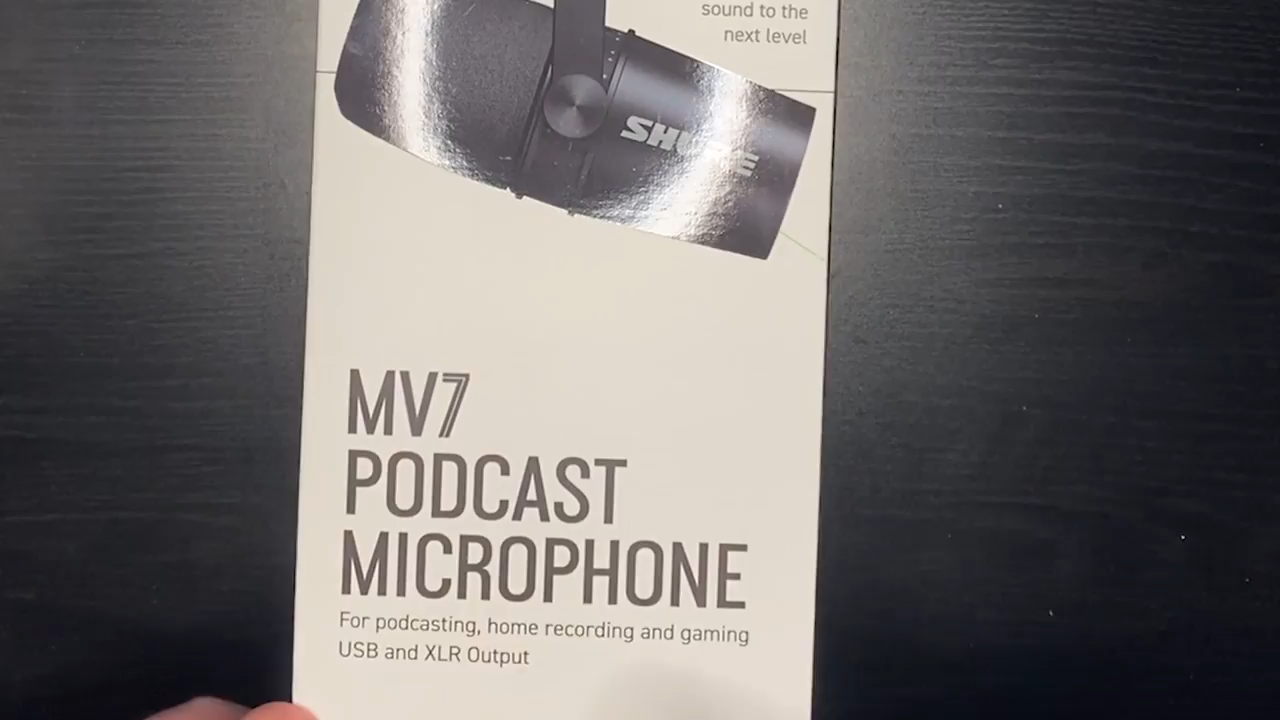 sound to the
next level
SHURE
MV7
PODCAST
MICROPHONE
For podcasting, home recording and gaming
USB and XLR Output